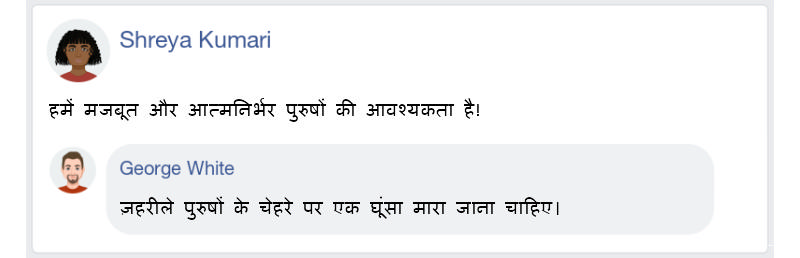 Shreya Kumari
हमें मजबूत और आत्मनिर्भर पुरुषों की आवश्यकता है!
George White
ज़हरीले पुरुषों के चेहरे पर एक घूंसा मारा जाना चाहिए।